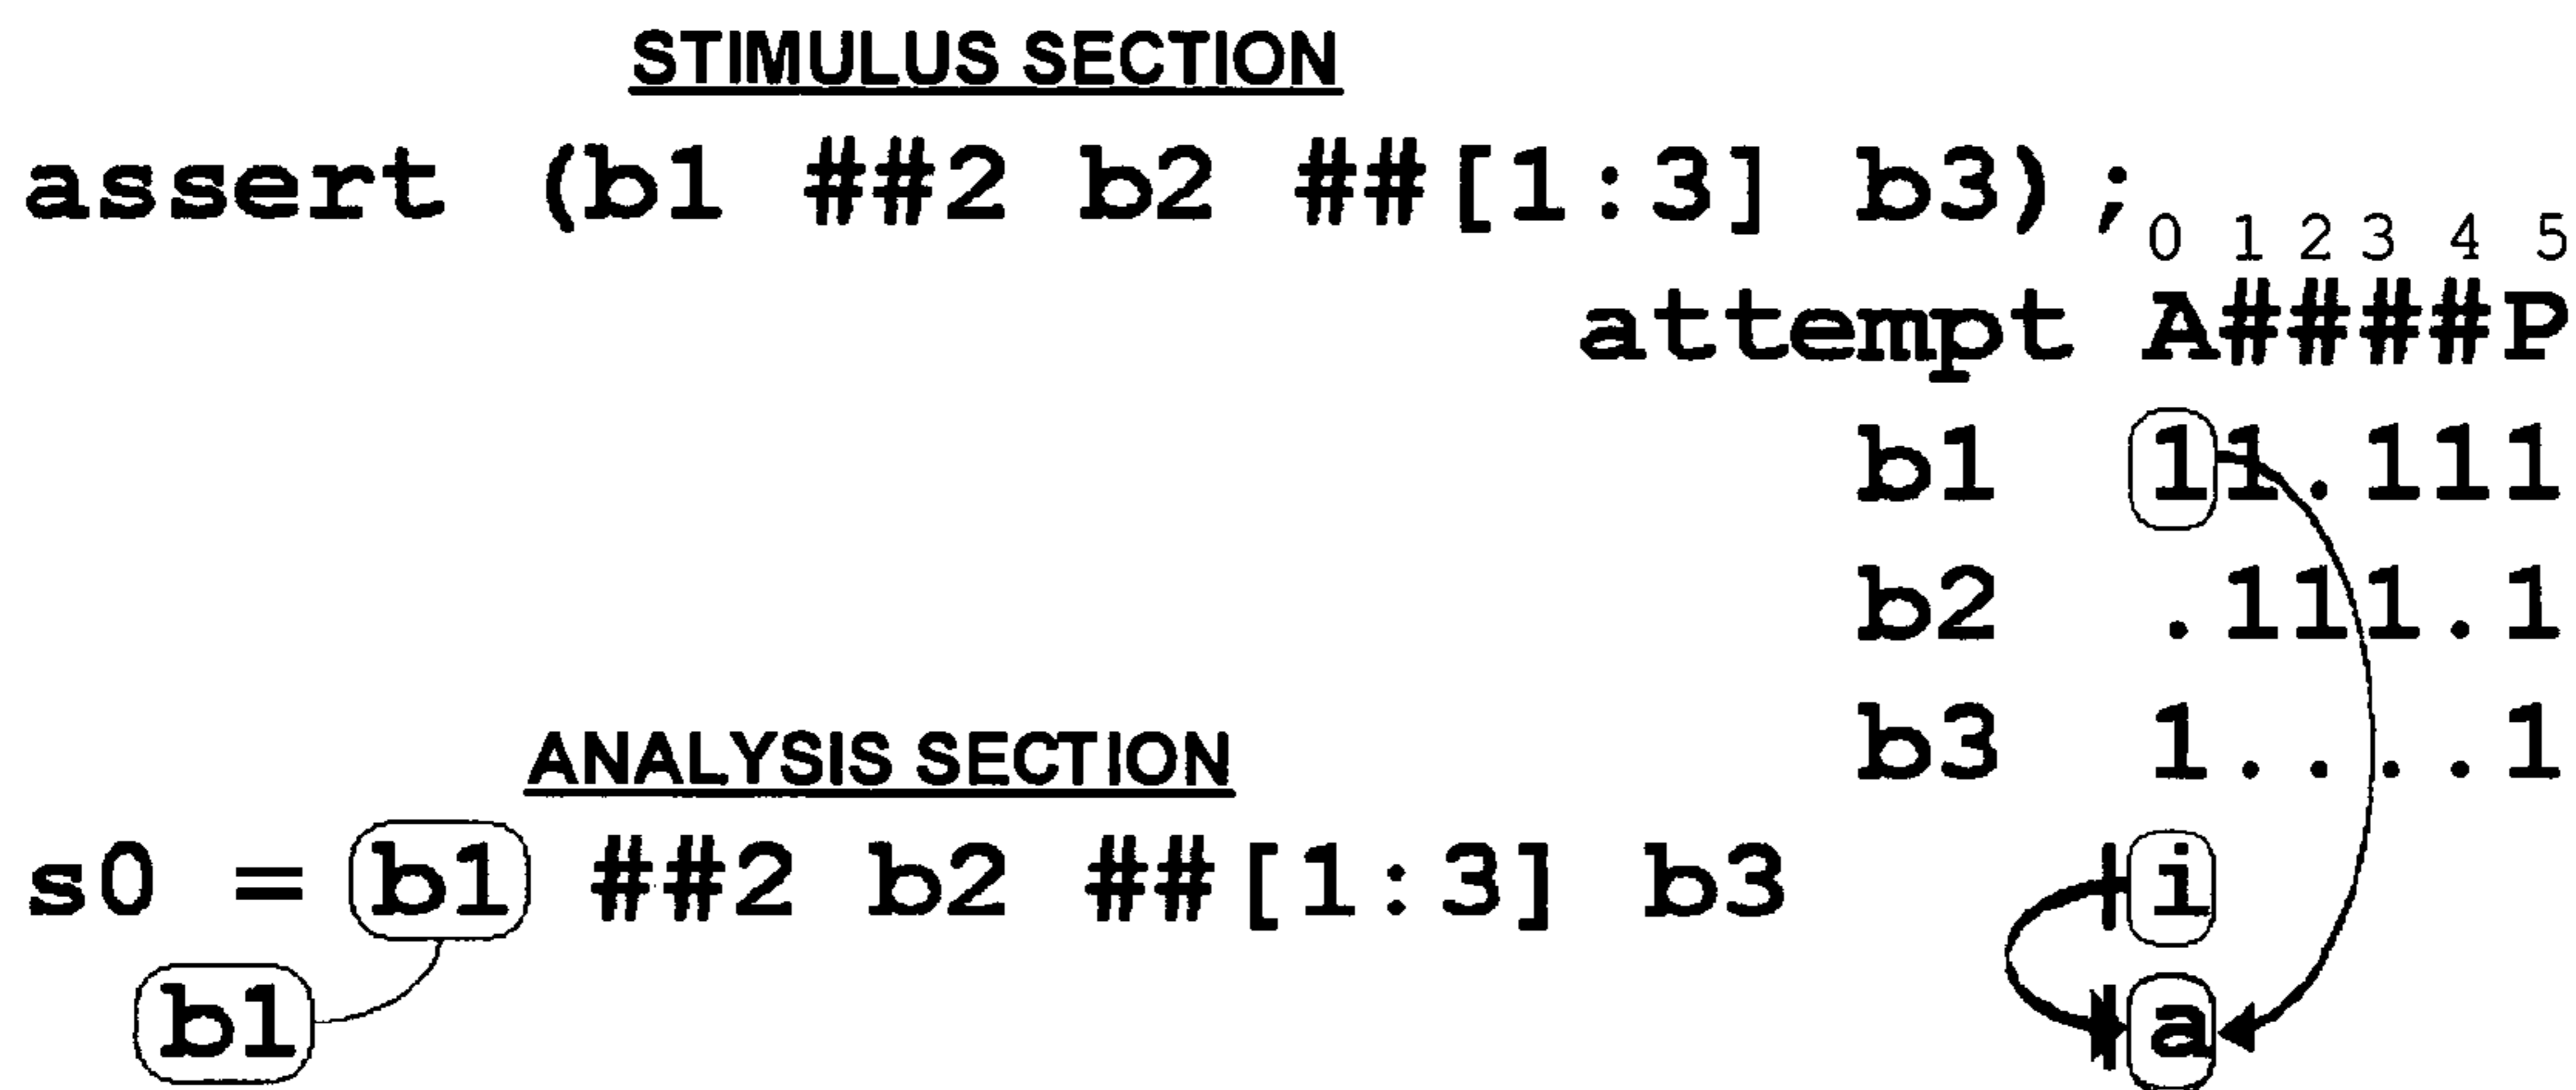 STIMULUS SECTION
assert (b1 ##2 b2 ##[1:3] b3);
0 1 2 3 4 5
attempt A####P
b1 11.111
b2 .111.1
b3 1....1
ANALYSIS SECTION
s0 = b1 ##2 b2 ##[1:3] b3 |i
b1 |a